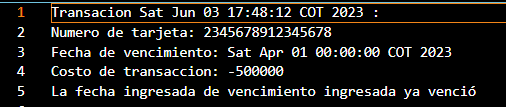 1 Transacion Sat Jun 03 17:48:12 COT 2023 :
2 Numero de tarjeta: 2345678912345678
3 Fecha de vencimiento: Sat Apr 01 00:00:00 COT 2023
4 Costo de transaccion: -500000
5 La fecha ingresada de vencimiento ingresada ya venció